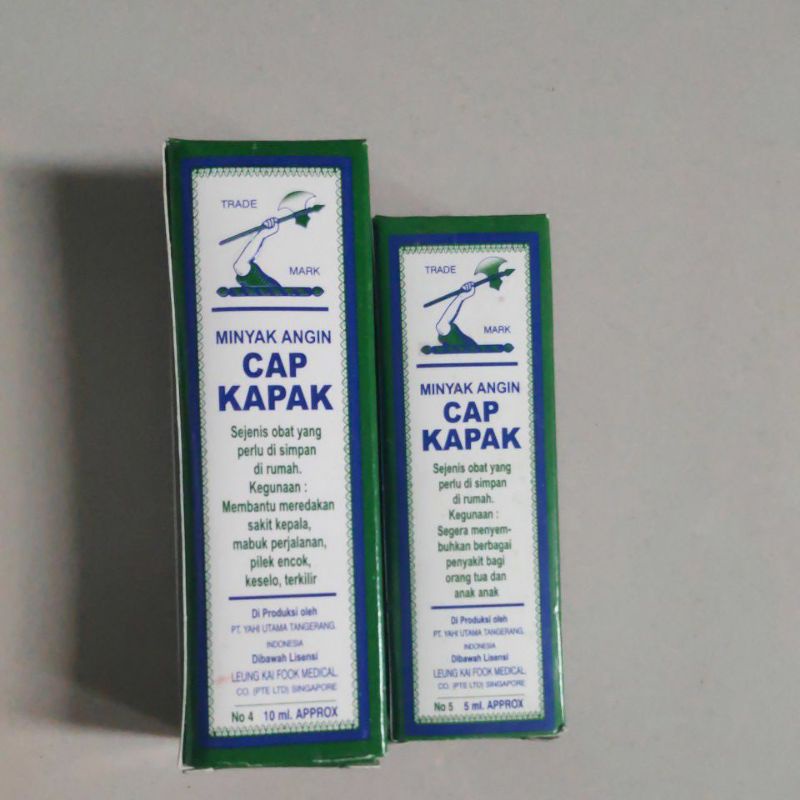 TRADE
MARK
MINYAK ANGIN
CAP
KAPAK
Sejenis obat yang
perlu di simpan
di rumah.
Kegunaan :
Membantu meredakan
sakit kepala,
mabuk perjalanan,
pilek encok,
keselo, terkilir
Di Produksi oleh
PT. YAHI UTAMA TANGERANG.
INDONESIA
Dibawah Lisensi
LEUNG KAI FOOK MEDICAL
CO. (PTE LTD) SINGAPORE
No 4 10 ml. APPROX
TRADE
MARK
MINYAK ANGIN
CAP
KAPAK
Sejenis obat yang
perlu di simpan
di rumah.
Kegunaan :
Segera menyem-
buhkan berbagai
penyakit bagi
orang tua dan
anak anak
Di Produksi oleh
PT. YAHI UTAMA TANGERANG.
INDONESIA
Dibawah Lisensi
LEUNG KAI FOOK MEDICAL
CO. (PTE LTD) SINGAPORE
No 5 5 ml. APPROX